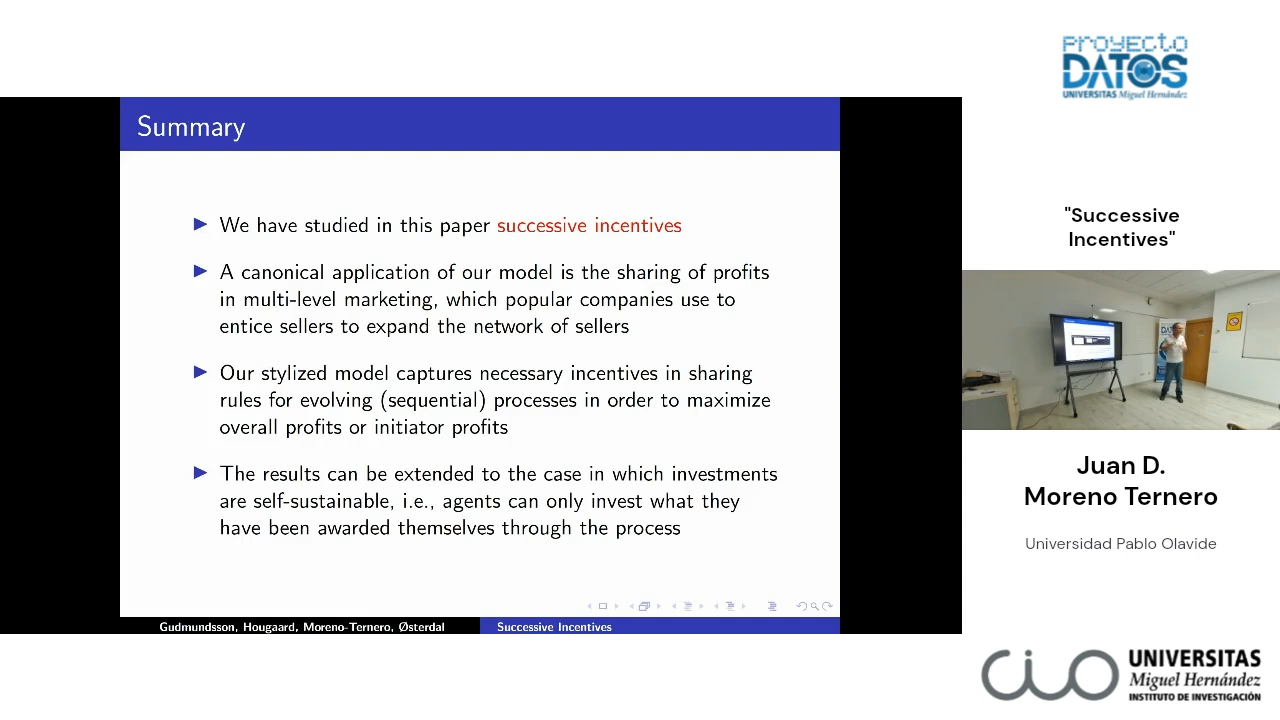 Summary
We have studied in this paper successive incentives
A canonical application of our model is the sharing of profits
in multi-level marketing, which popular companies use to
entice sellers to expand the network of sellers
Our stylized model captures necessary incentives in sharing
rules for evolving (sequential) processes in order to maximize
overall profits or initiator profits
The results can be extended to the case in which investments
are self-sustainable, i.e., agents can only invest what they
have been awarded themselves through the process
Gudmundsson, Hougaard, Moreno-Ternero, Østerdal
Successive Incentives
PROYECTO
DATOS
UNIVERSITAS Miguel Hernández
"Successive
Incentives"
DATOS
Juan D.
Moreno Ternero
Universidad Pablo Olavide
CIO
UNIVERSITAS
Miguel Hernández
INSTITUTO DE INVESTIGACIÓN